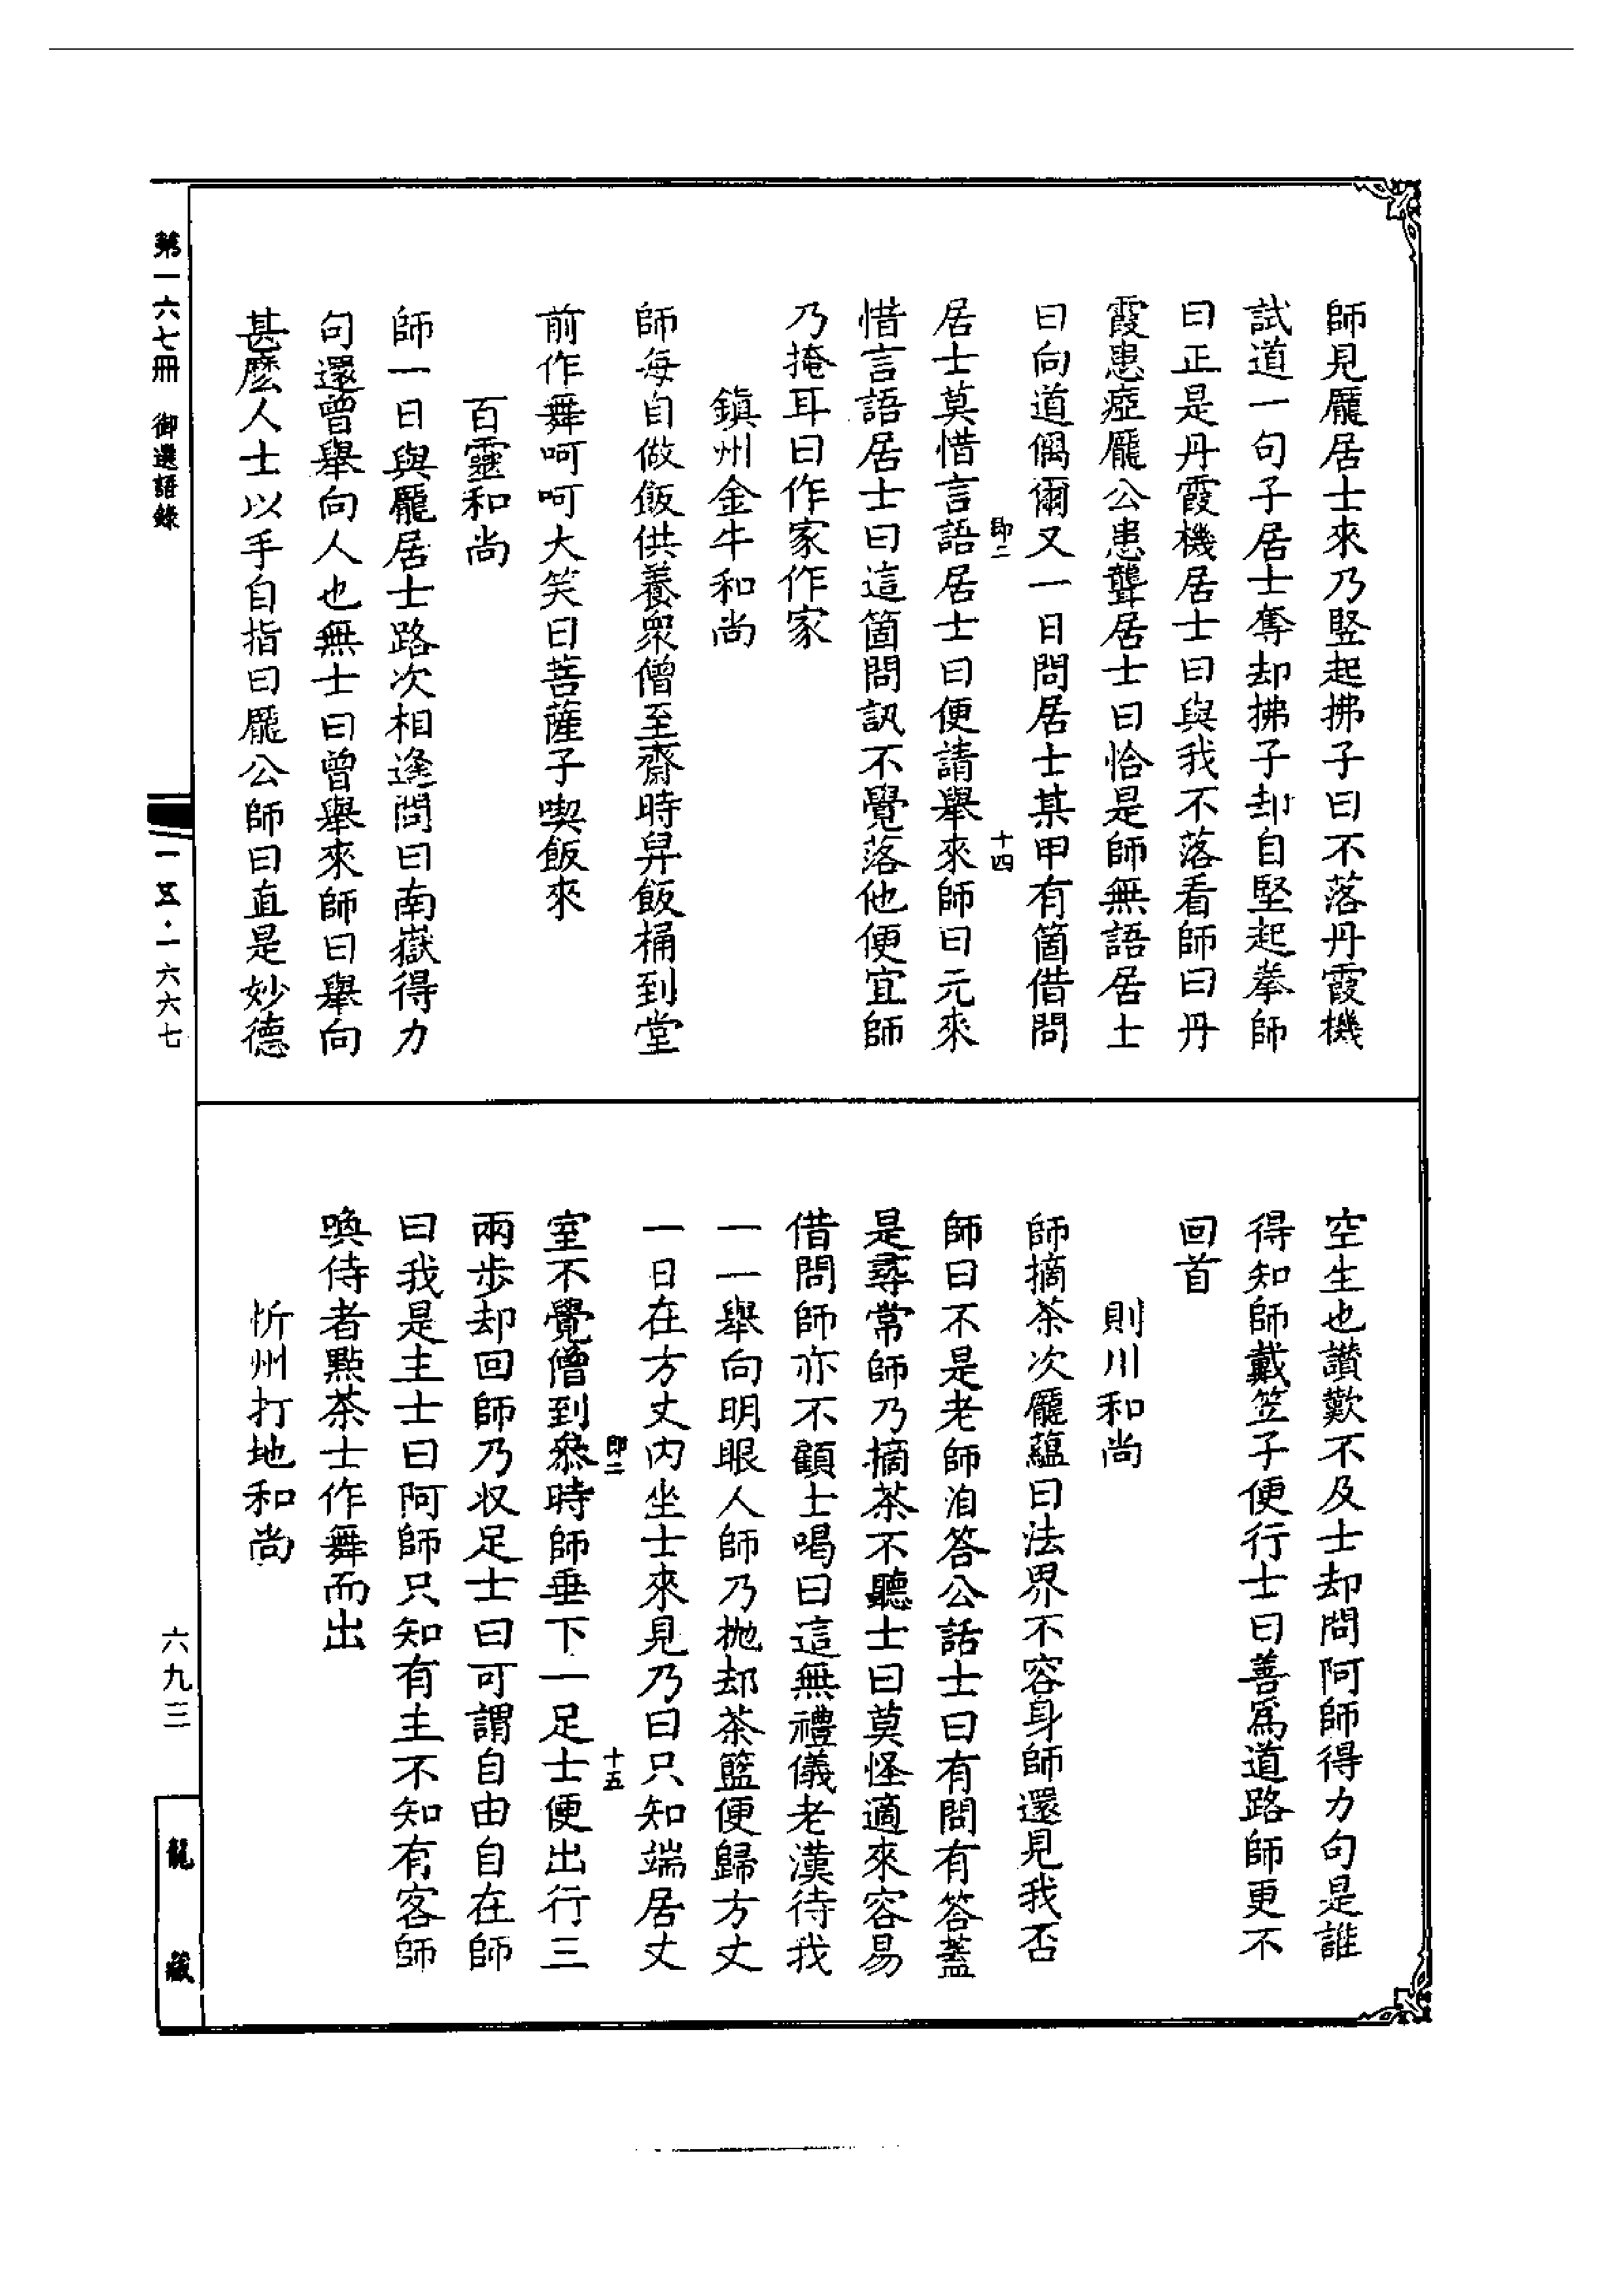 師見龐居士來乃竪起拂子曰不落丹霞機
試道一句子居士奪却拂子却自竪起拳師
曰正是丹霞機居士曰與我不落看師曰丹
霞患瘂龐公患聾居士曰恰是師無語居士
曰向道偶爾又一日問居士某甲有箇借問
居士莫惜言語居士曰便請舉來師曰元來
印二
十四
惜言語居士曰這箇問訊不覺落他便宜師
乃掩耳曰作家作家
鎮州金牛和尚
師每自做飯供養衆僧至齋時舁飯桶到堂
前作舞呵呵大笑曰菩薩子喫飯來
百靈和尚
師一日與龐居士路次相逢問曰南嶽得力
句還曾舉向人也無士曰曾舉來師曰舉向
甚麼人士以手自指曰龐公師曰直是妙德
空生也讚歎不及士却問阿師得力句是誰
得知師戴笠子便行士曰善爲道路師更不
回首
則川和尚
師摘茶次龐蘊曰法界不容身師還見我否
師曰不是老師洎答公話士曰有問有答蓋
是尋常師乃摘茶不聽士曰莫怪適來容易
借問師亦不顧士喝曰這無禮儀老漢待我
一一舉向明眼人師乃拋却茶籃便歸方丈
一日在方丈內坐士來見乃曰只知端居丈
印二
十五
室不覺僧到叅時師垂下一足士便出行三
兩步却回師乃収足士曰可謂自由自在師
曰我是主士曰阿師只知有主不知有客師
喚侍者點茶士作舞而出
忻州打地和尚
第一六七冊 御選語錄
一五·一六六七
六九三
龍藏